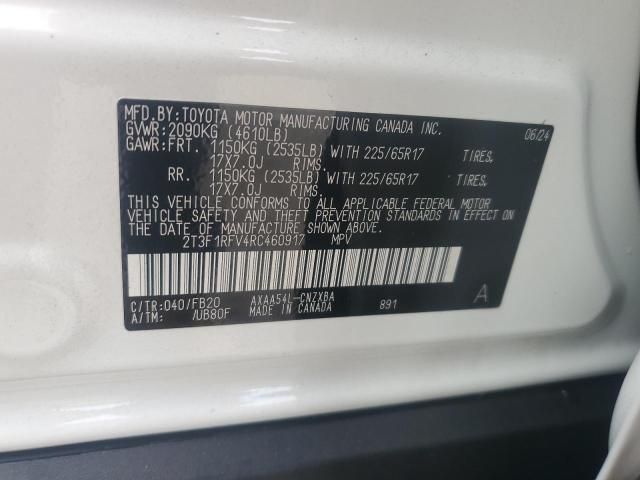 MFD.BY:TOYOTA MOTOR MANUFACTURING CANADA INC. 06/24
GVWR:2090KG (4610LB)
GAWR:FRT. 1150KG (2535LB) WITH 225/65R17 TIRES,
17X7.0J RIMS.
RR. 1150KG (2535LB) WITH 225/65R17 TIRES,
17X7.0J RIMS.
THIS VEHICLE CONFORMS TO ALL APPLICABLE FEDERAL MOTOR
VEHICLE SAFETY AND THEFT PREVENTION STANDARDS IN EFFECT ON
THE DATE OF MANUFACTURE SHOWN ABOVE.
2T3F1RFV4RC460917 MPV
C/TR:040/FB20 AXAA54L-CNZXBA 891 A
A/TM: /UB80F MADE IN CANADA